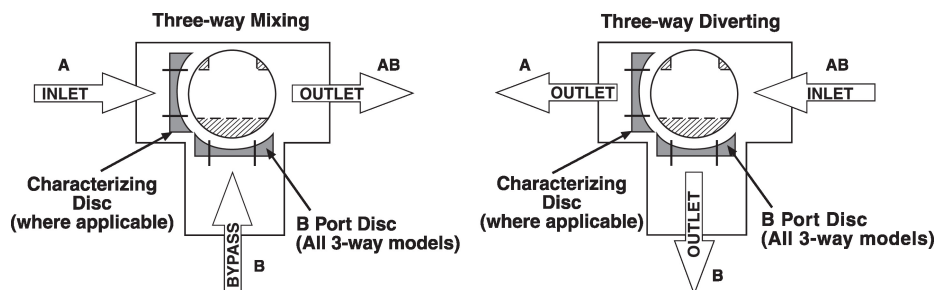 Three-way Mixing
A
INLET
AB
OUTLET
Characterizing
Disc
(where applicable)
B Port Disc
(All 3-way models)
BYPASS
B
Three-way Diverting
A
OUTLET
AB
INLET
Characterizing
Disc
(where applicable)
B Port Disc
(All 3-way models)
OUTLET
B